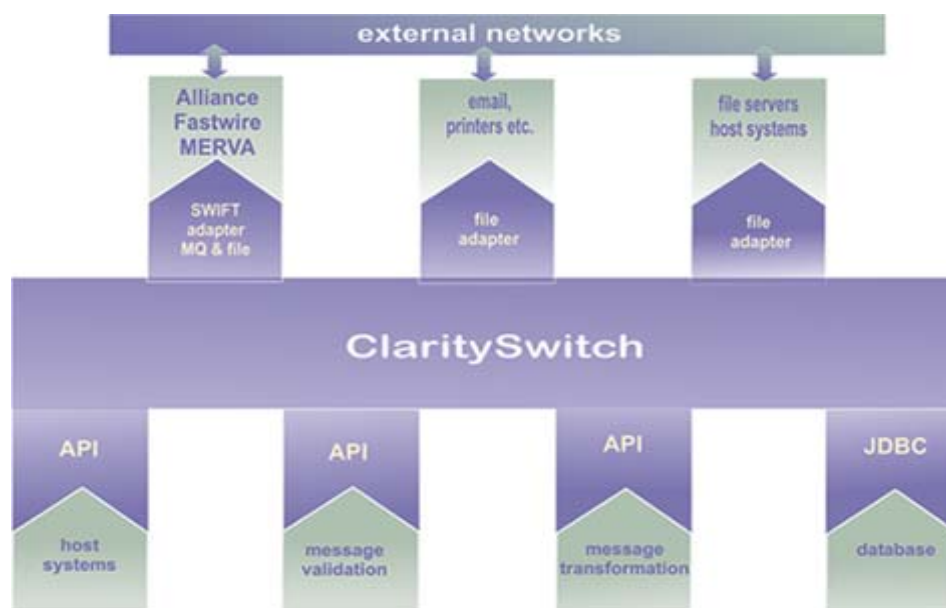 external networks
Alliance
Fastwire
MERVA
email,
printers etc.
file servers
host systems
SWIFT
adapter
MQ & file
file
adapter
file
adapter
ClaritySwitch
API
API
API
JDBC
host
systems
message
validation
message
transformation
database